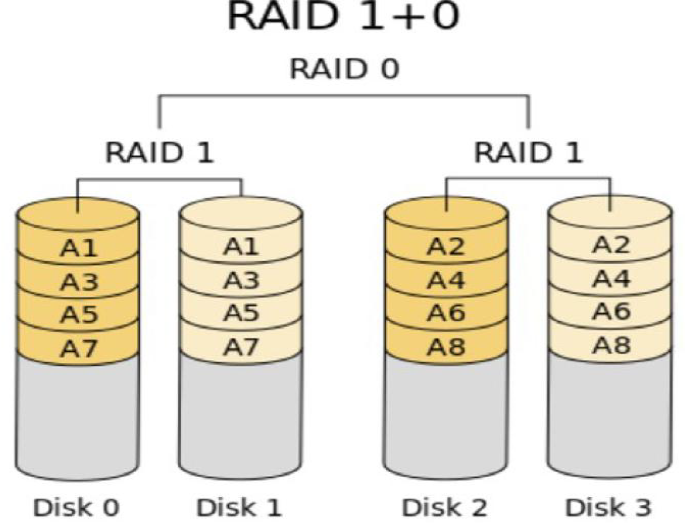 RAID 1+0
RAID 0
RAID 1 RAID 1
A1 A1 A2 A2
A3 A3 A4 A4
A5 A5 A6 A6
A7 A7 A8 A8
Disk 0 Disk 1 Disk 2 Disk 3